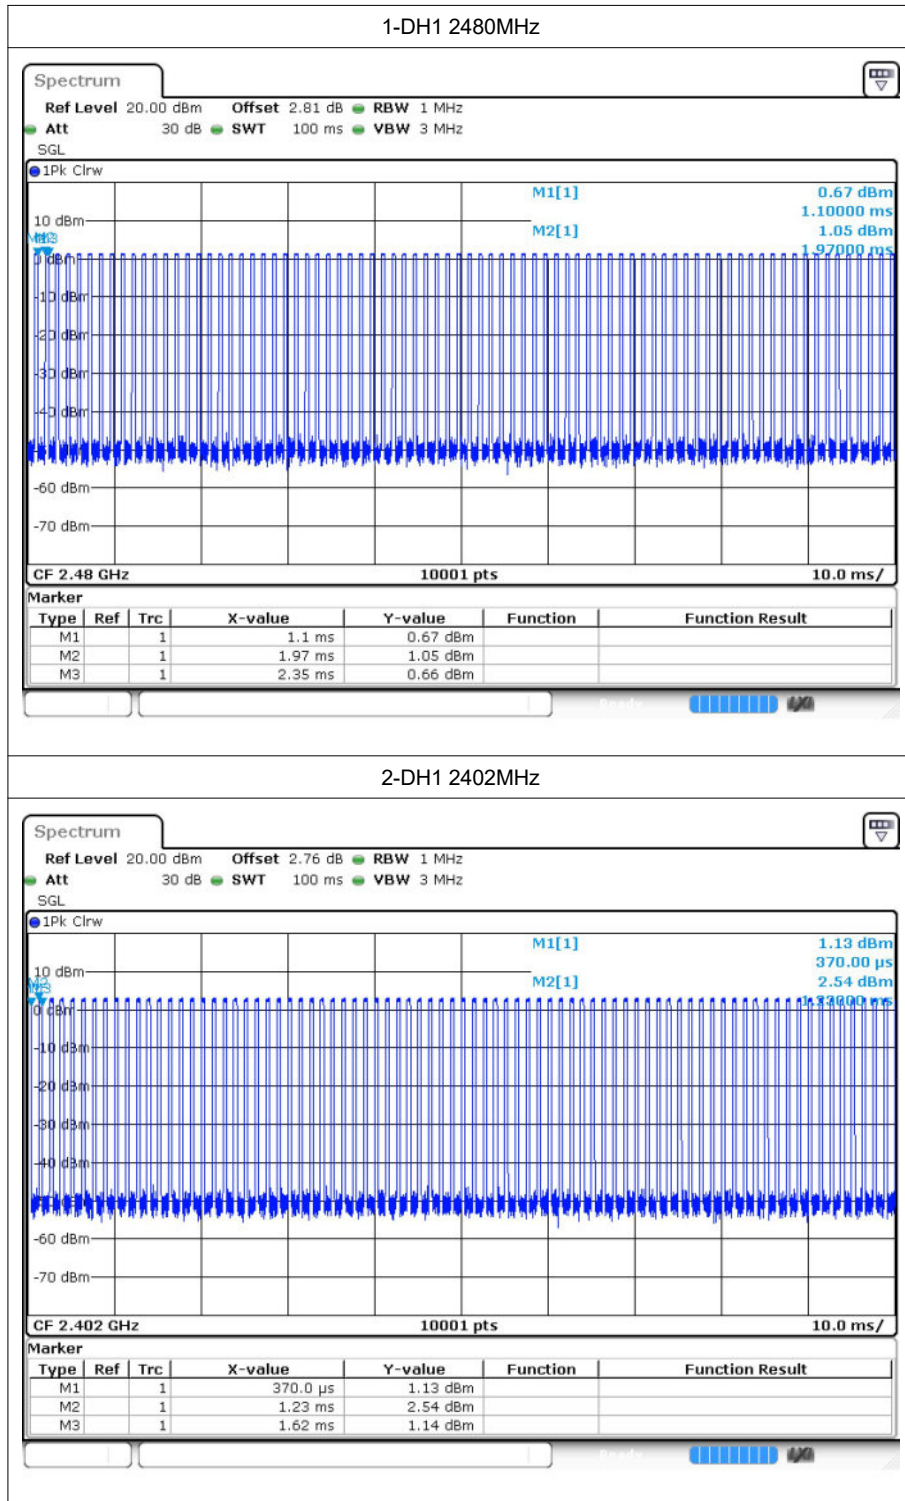 1-DH1 2480MHz
Spectrum
Ref Level 20.00 dBm Offset 2.81 dB RBW 1 MHz
Att 30 dB SWT 100 ms VBW 3 MHz
SGL
1Pk Clrw
M1[1] 0.67 dBm
1.10000 ms
10 dBm
M2[1] 1.05 dBm
1.97000 ms
0 dBm
-10 dBm
-20 dBm
-30 dBm
-40 dBm
-60 dBm
-70 dBm
CF 2.48 GHz 10001 pts 10.0 ms/
Marker
Type Ref Trc X-value Y-value Function Function Result
M1 1 1.1 ms 0.67 dBm
M2 1 1.97 ms 1.05 dBm
M3 1 2.35 ms 0.66 dBm
2-DH1 2402MHz
Spectrum
Ref Level 20.00 dBm Offset 2.76 dB RBW 1 MHz
Att 30 dB SWT 100 ms VBW 3 MHz
SGL
1Pk Clrw
M1[1] 1.13 dBm
370.00 µs
10 dBm
M2[1] 2.54 dBm
1.23000 ms
0 dBm
-10 dBm
-20 dBm
-30 dBm
-40 dBm
-60 dBm
-70 dBm
CF 2.402 GHz 10001 pts 10.0 ms/
Marker
Type Ref Trc X-value Y-value Function Function Result
M1 1 370.0 µs 1.13 dBm
M2 1 1.23 ms 2.54 dBm
M3 1 1.62 ms 1.14 dBm